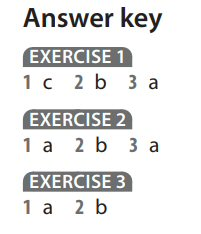 Answer key
EXERCISE 1
1 c 2 b 3 a
EXERCISE 2
1 a 2 b 3 a
EXERCISE 3
1 a 2 b